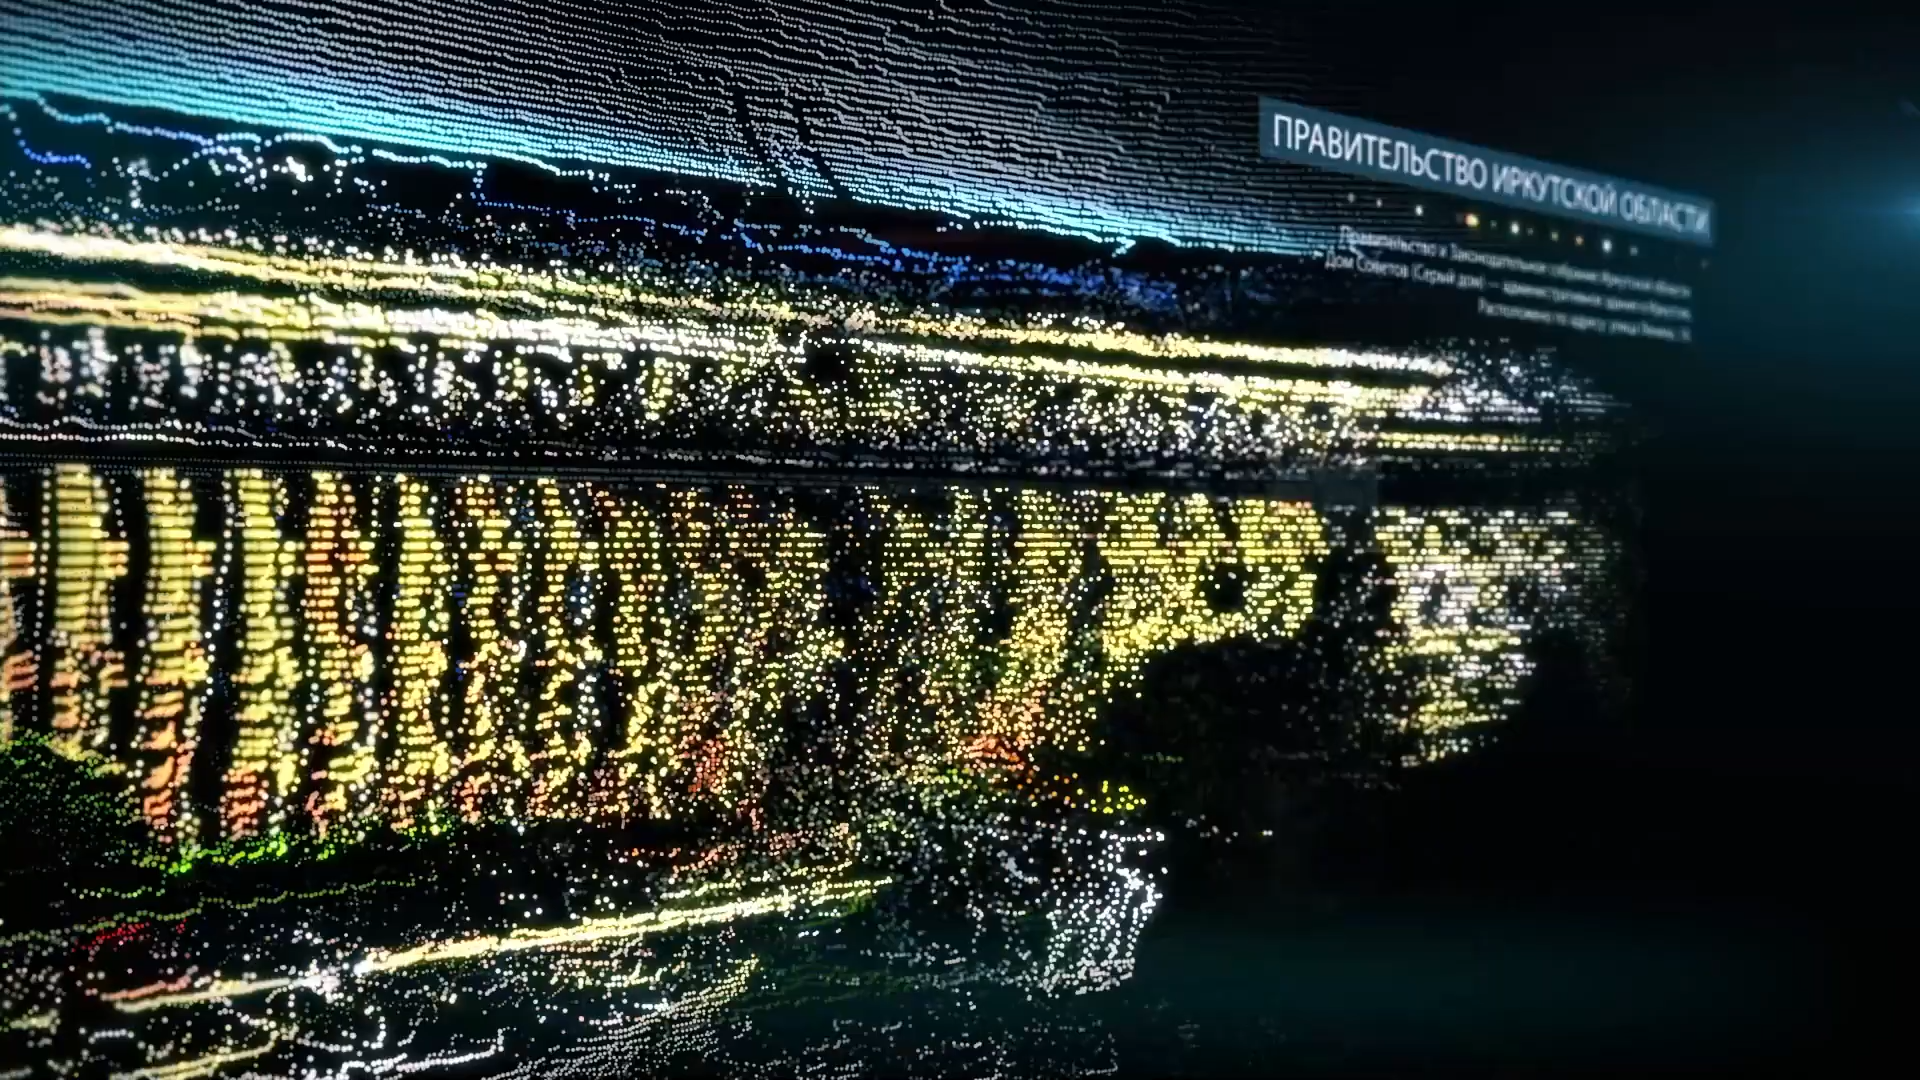 ПРАВИТЕЛЬСТВО ИРКУТСКОЙ ОБЛАСТИ
Правительство и Законодательное собрание Иркутской области
Дом Советов (Серый дом) — административное здание в Иркутске.
Расположено по адресу: улица Ленина,